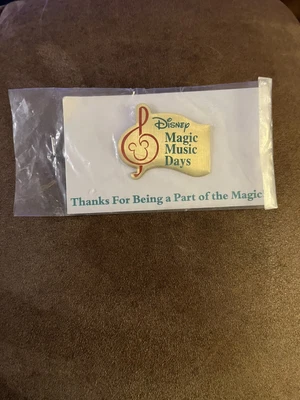 Disney
Magic
Music
Days
Thanks For Being a Part of the Magic